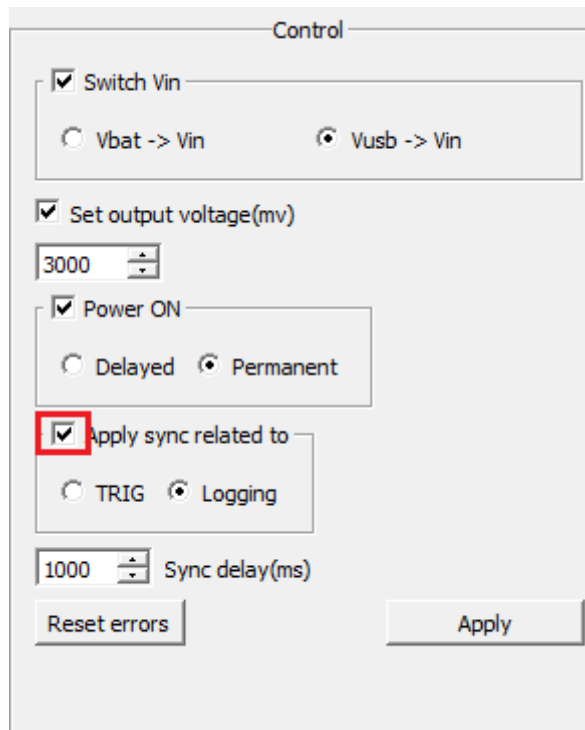 Control
Switch Vin
Vbat -> Vin Vusb -> Vin
Set output voltage(mv)
3000
Power ON
Delayed Permanent
Apply sync related to
TRIG Logging
1000 Sync delay(ms)
Reset errors Apply